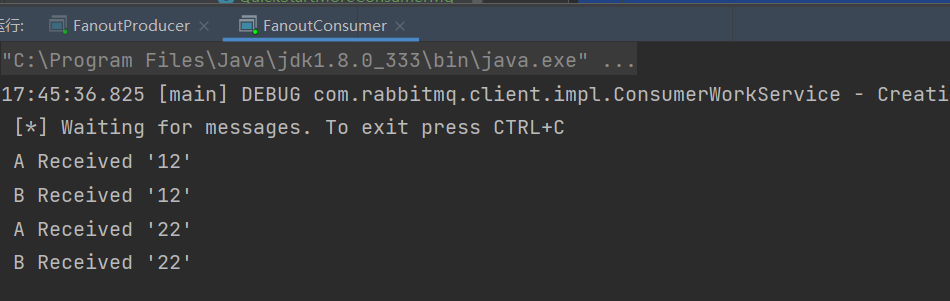 运行: FanoutProducer × FanoutConsumer ×
"C:\Program Files\Java\jdk1.8.0_333\bin\java.exe" ...
17:45:36.825 [main] DEBUG com.rabbitmq.client.impl.ConsumerWorkService - Creati
[*] Waiting for messages. To exit press CTRL+C
A Received '12'
B Received '12'
A Received '22'
B Received '22'